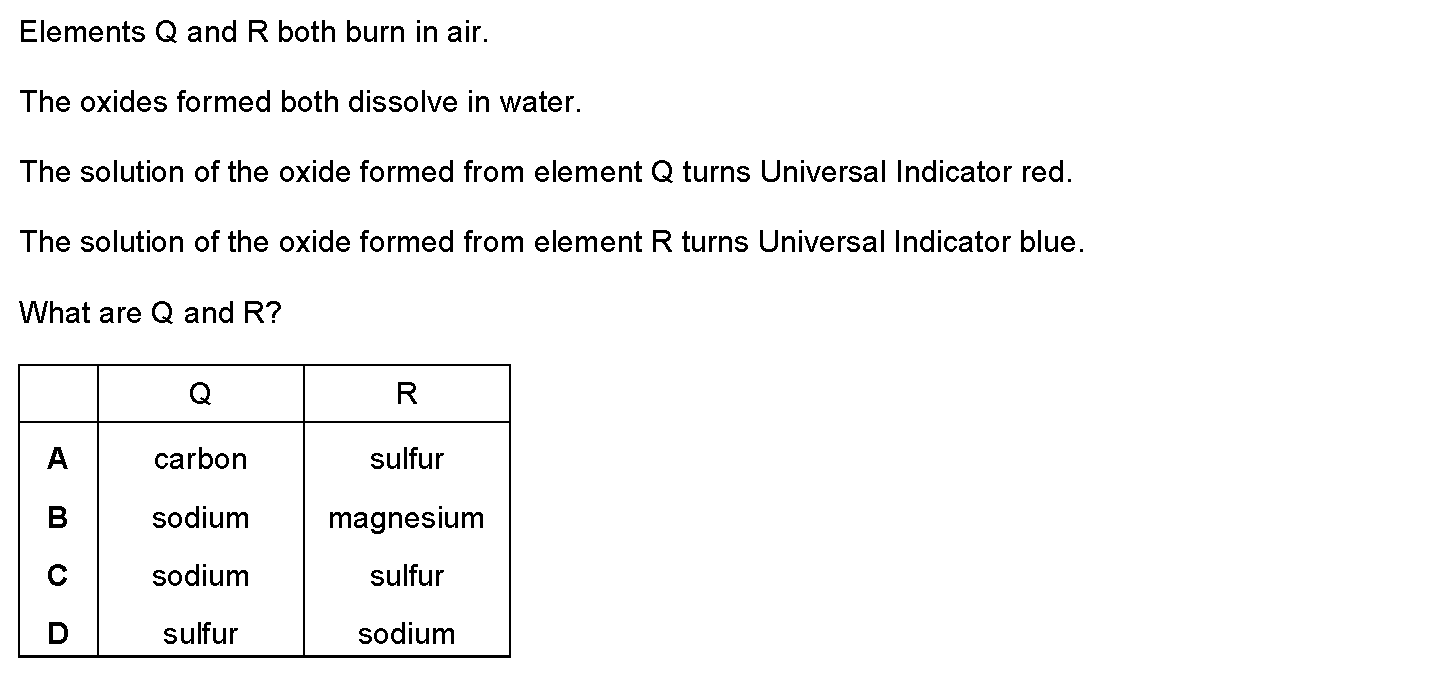 Elements Q and R both burn in air.
The oxides formed both dissolve in water.
The solution of the oxide formed from element Q turns Universal Indicator red.
The solution of the oxide formed from element R turns Universal Indicator blue.
What are Q and R?
Q R
A carbon sulfur
B sodium magnesium
C sodium sulfur
D sulfur sodium